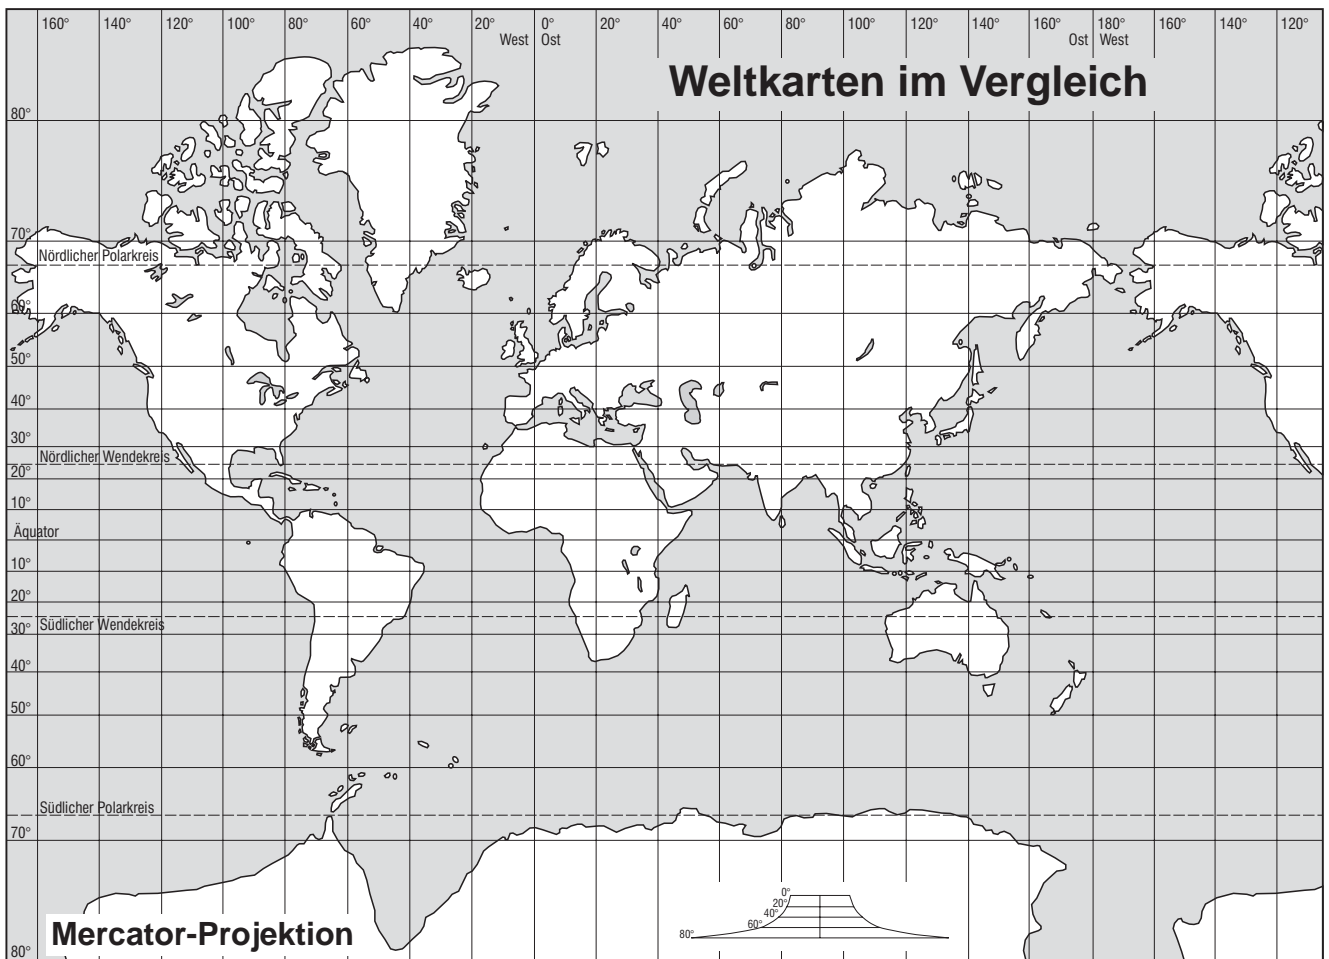 160° 140° 120° 100° 80° 60° 40° 20° 0° 20° 40° 60° 80° 100° 120° 140° 160° 180° 160° 140° 120°
West Ost Ost West
Weltkarten im Vergleich
80°
70°
Nördlicher Polarkreis
60°
50°
40°
30°
Nördlicher Wendekreis
20°
10°
Äquator
10°
20°
Südlicher Wendekreis
30°
40°
50°
60°
Südlicher Polarkreis
70°
0°
20°
40°
60°
80°
Mercator-Projektion
80°